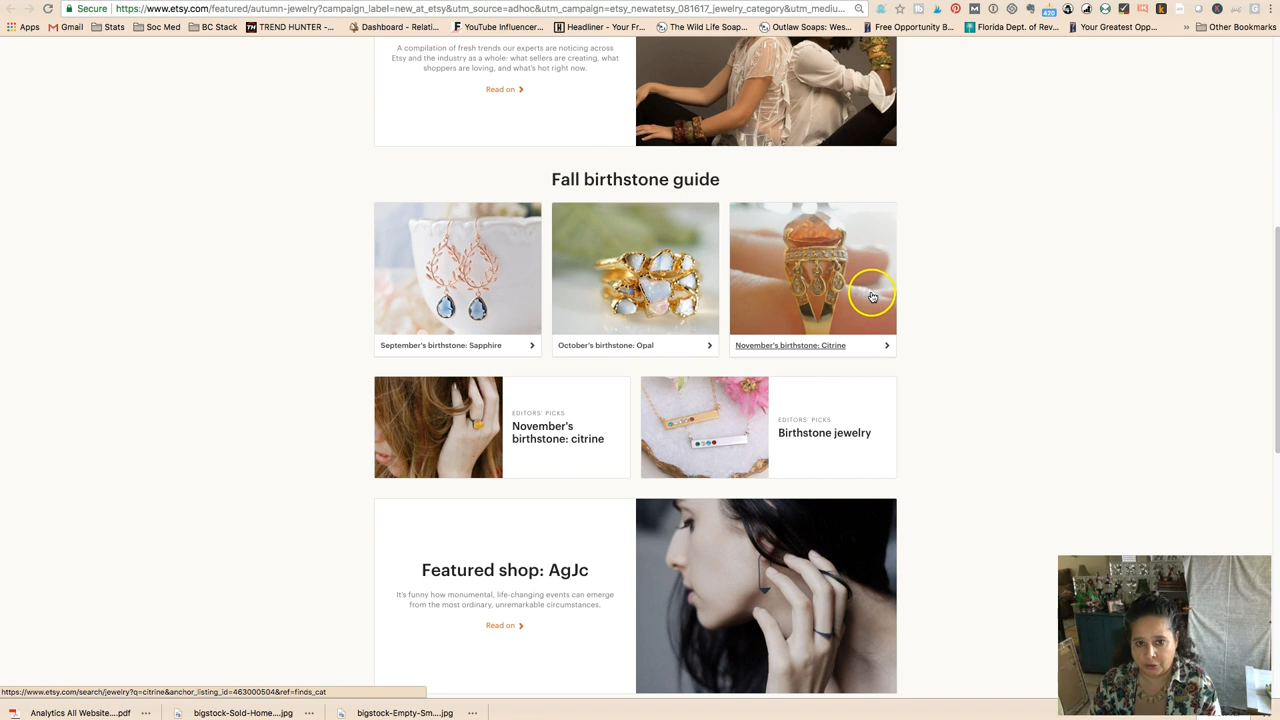 Secure
https://www.etsy.com/featured/autumn-jewelry?campaign_label=new_at_etsy&utm_source=adhoc&utm_campaign=etsy_newatetsy_081617_jewelry_category&utm_mediu...
Apps Gmail Stats Soc Med BC Stack TREND HUNTER -... Dashboard - Relati... YouTube Influencer... Headliner - Your Fr... The Wild Life Soap... Outlaw Soaps: Wes... Free Opportunity B... Florida Dept. of Rev... Your Greatest Opp... » Other Bookmarks
A compilation of fresh trends our experts are noticing across
Etsy and the industry as a whole: what sellers are creating, what
shoppers are loving, and what's hot right now.
Read on
Fall birthstone guide
September's birthstone: Sapphire
October's birthstone: Opal
November's birthstone: Citrine
EDITORS' PICKS
November's
birthstone: citrine
EDITORS' PICKS
Birthstone jewelry
Featured shop: AgJc
It's funny how monumental, life-changing events can emerge
from the most ordinary, unremarkable circumstances.
Read on
https://www.etsy.com/search/jewelry?q=citrine&anchor_listing_id=463000504&ref=finds_cat
Analytics All Website....pdf
bigstock-Sold-Home....jpg
bigstock-Empty-Sm....jpg